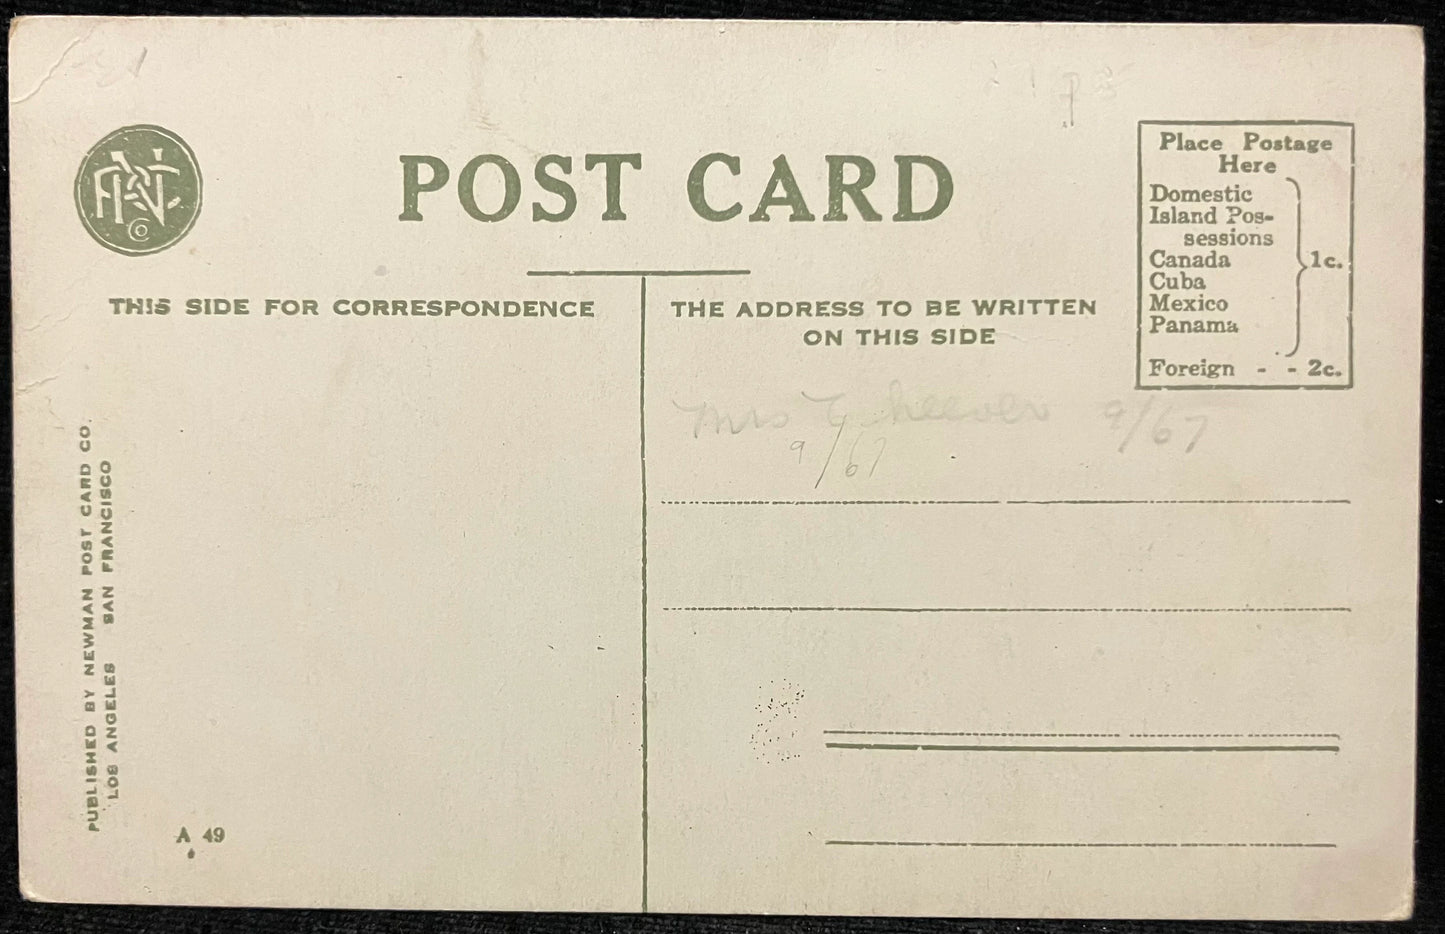 POST CARD
Place Postage
Here
Domestic
Island Pos-
sessions
Canada
Cuba
Mexico
Panama
1c.
Foreign - - 2c.
THIS SIDE FOR CORRESPONDENCE
THE ADDRESS TO BE WRITTEN
ON THIS SIDE
Mrs 9/67
9/67
PUBLISHED BY NEWMAN POST CARD CO.
LOS ANGELES SAN FRANCISCO
A 49